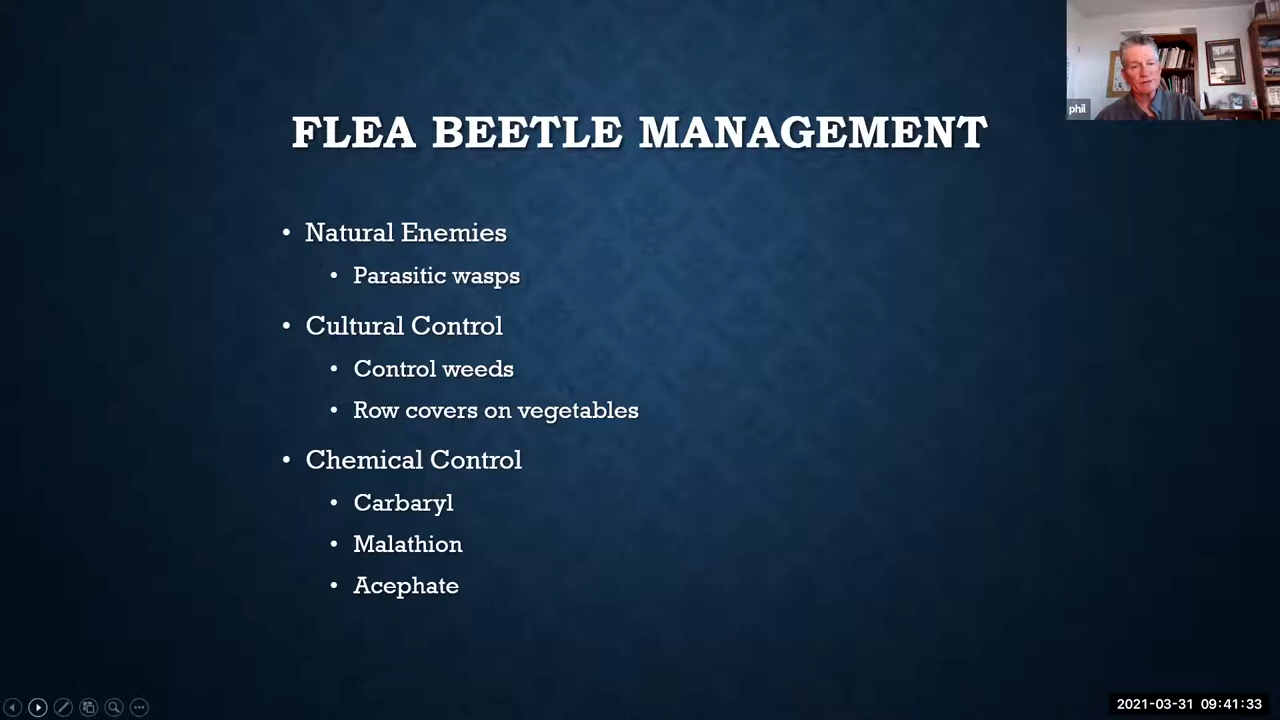 phil
FLEA BEETLE MANAGEMENT
• Natural Enemies
• Parasitic wasps
• Cultural Control
• Control weeds
• Row covers on vegetables
• Chemical Control
• Carbaryl
• Malathion
• Acephate
2021-03-31 09:41:33